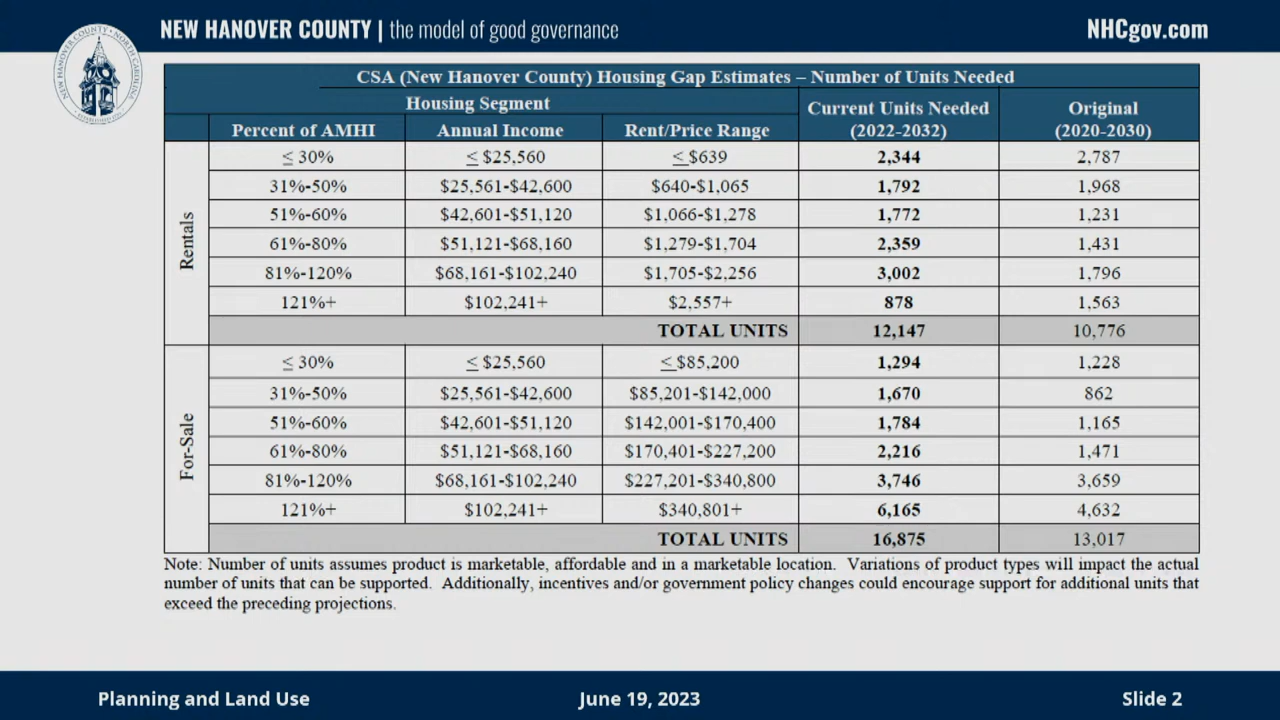 NEW HANOVER COUNTY | the model of good governance NHCgov.com
NEW HANOVER COUNTY · NORTH CAROLINA
CSA (New Hanover County) Housing Gap Estimates – Number of Units Needed
Housing Segment Current Units Needed (2022-2032) Original (2020-2030)
Percent of AMHI Annual Income Rent/Price Range
Rentals
≤ 30% ≤ $25,560 ≤ $639 2,344 2,787
31%-50% $25,561-$42,600 $640-$1,065 1,792 1,968
51%-60% $42,601-$51,120 $1,066-$1,278 1,772 1,231
61%-80% $51,121-$68,160 $1,279-$1,704 2,359 1,431
81%-120% $68,161-$102,240 $1,705-$2,256 3,002 1,796
121%+ $102,241+ $2,557+ 878 1,563
TOTAL UNITS 12,147 10,776
For-Sale
≤ 30% ≤ $25,560 ≤ $85,200 1,294 1,228
31%-50% $25,561-$42,600 $85,201-$142,000 1,670 862
51%-60% $42,601-$51,120 $142,001-$170,400 1,784 1,165
61%-80% $51,121-$68,160 $170,401-$227,200 2,216 1,471
81%-120% $68,161-$102,240 $227,201-$340,800 3,746 3,659
121%+ $102,241+ $340,801+ 6,165 4,632
TOTAL UNITS 16,875 13,017
Note: Number of units assumes product is marketable, affordable and in a marketable location. Variations of product types will impact the actual
number of units that can be supported. Additionally, incentives and/or government policy changes could encourage support for additional units that
exceed the preceding projections.
Planning and Land Use June 19, 2023 Slide 2